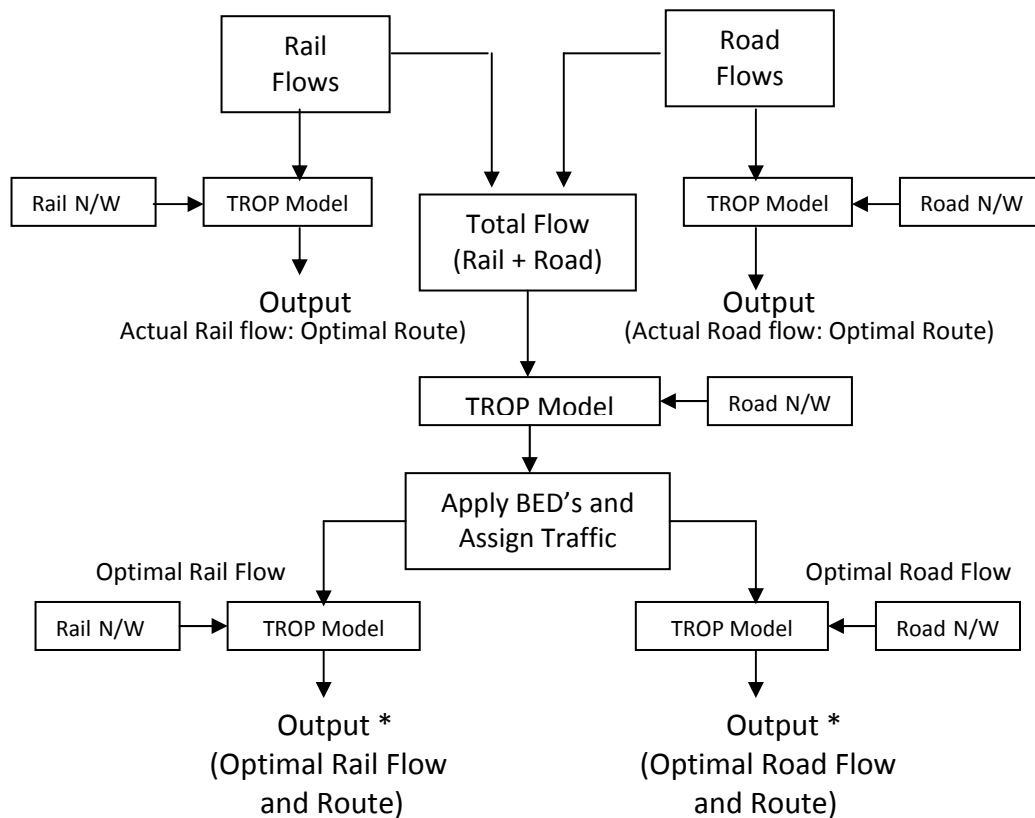 Rail
Flows
Road
Flows
Rail N/W
TROP Model
Total Flow
(Rail + Road)
TROP Model
Road N/W
Output
Actual Rail flow: Optimal Route)
Output
(Actual Road flow: Optimal Route)
TROP Model
Road N/W
Apply BED’s and
Assign Traffic
Optimal Rail Flow
Optimal Road Flow
Rail N/W
TROP Model
TROP Model
Road N/W
Output *
(Optimal Rail Flow
and Route)
Output *
(Optimal Road Flow
and Route)